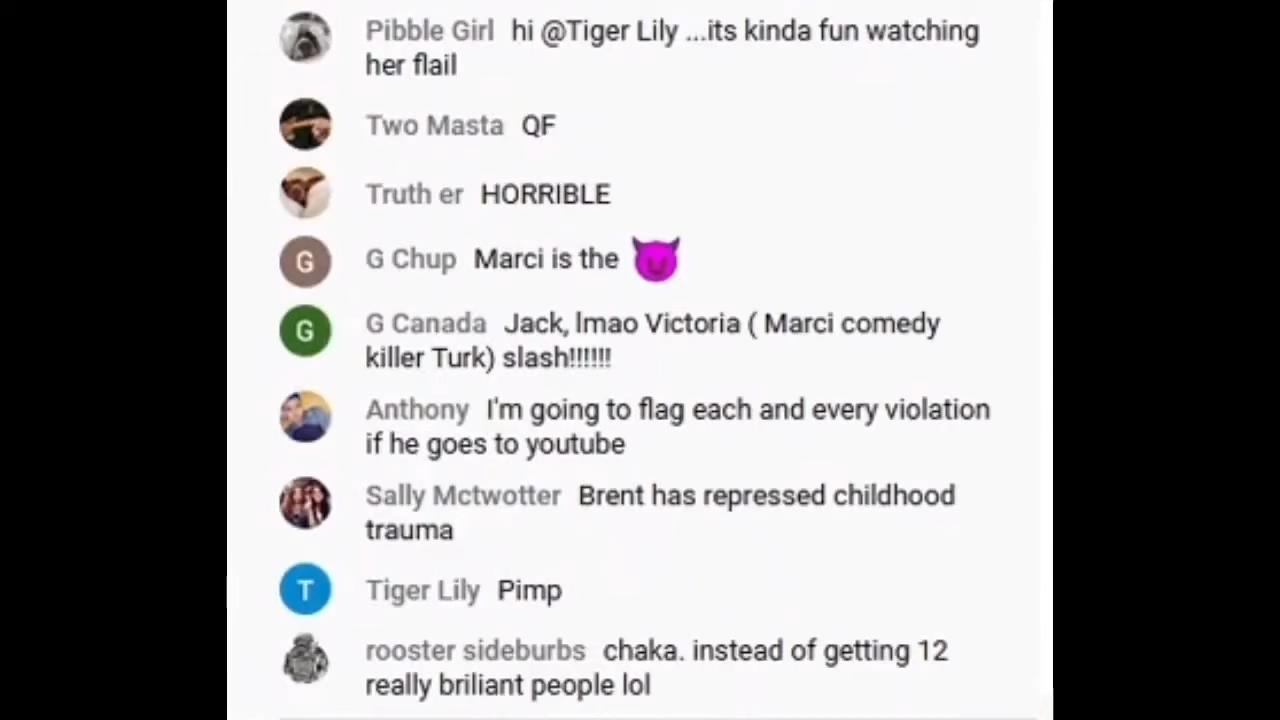 Pibble Girl hi @Tiger Lily ...its kinda fun watching
her flail
Two Masta QF
Truth er HORRIBLE
G
G Chup Marci is the 😈
G
G Canada Jack, lmao Victoria ( Marci comedy
killer Turk) slash!!!!!!
Anthony I'm going to flag each and every violation
if he goes to youtube
Sally Mctwotter Brent has repressed childhood
trauma
T
Tiger Lily Pimp
rooster sideburbs chaka. instead of getting 12
really briliant people lol